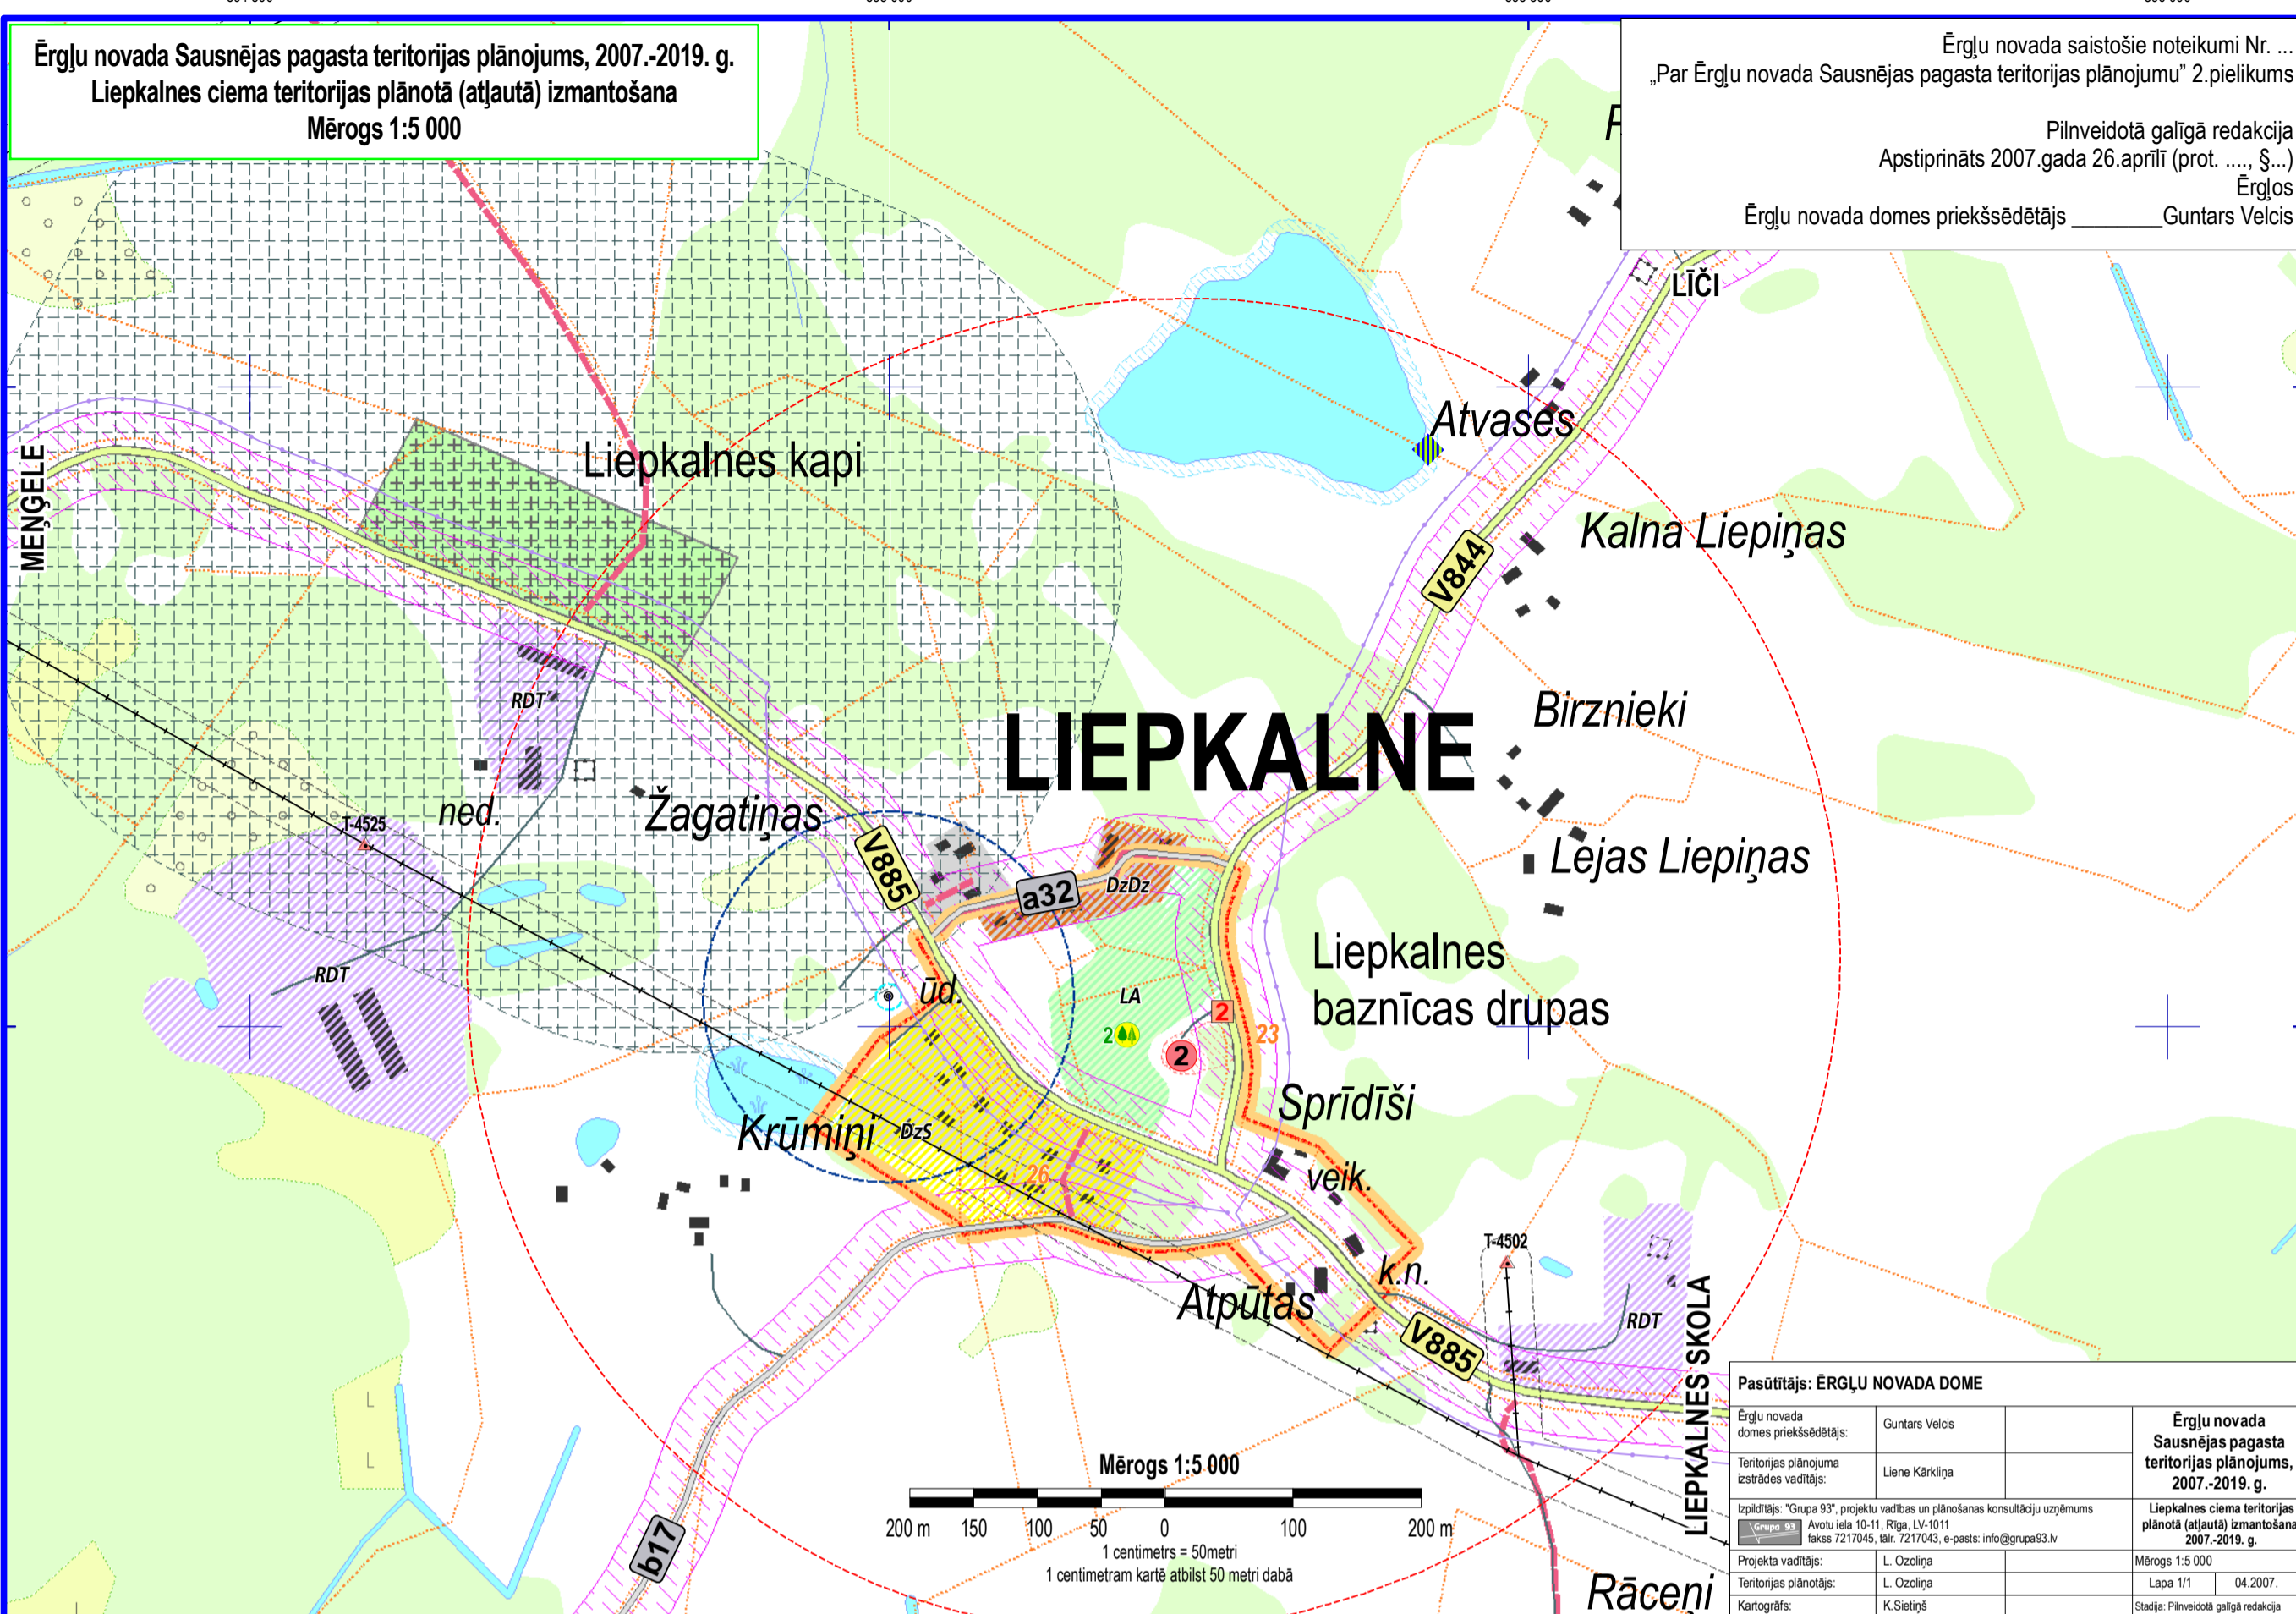 Ērgļu novada Sausnējas pagasta teritorijas plānojums, 2007.-2019. g.
Liepkalnes ciema teritorijas plānotā (atļautā) izmantošana
Mērogs 1:5 000
Ērgļu novada saistošie noteikumi Nr. ...
„Par Ērgļu novada Sausnējas pagasta teritorijas plānojumu” 2.pielikums
Pilnveidotā galīgā redakcija
Apstiprināts 2007.gada 26.aprīlī (prot. ...., §...)
Ērgļos
Ērgļu novada domes priekšsēdētājs _________Guntars Velcis
LĪČI
Atvases
Liepkalnes kapi
MENĢELE
Kalna Liepiņas
V844
RDT
Birznieki
LIEPKALNE
ned.
Žagatiņas
T-4525
V885
Lejas Liepiņas
a32
DzDz
Liepkalnes
baznīcas drupas
RDT
ūd.
LA
2
2
23
2
Sprīdīši
Krūmiņi
DzS
26
veik.
T-4502
k.n.
Atpūtas
RDT
V885
LIEPKALNES SKOLA
b17
Rāceņi
Mērogs 1:5 000
200 m 150 100 50 0 100 200 m
1 centimetrs = 50metri
1 centimetram kartē atbilst 50 metri dabā
Pasūtītājs: ĒRGĻU NOVADA DOME
Ērgļu novada
domes priekšsēdētājs:
Guntars Velcis
Teritorijas plānojuma
izstrādes vadītājs:
Liene Kārkliņa
Ērgļu novada
Sausnējas pagasta
teritorijas plānojums,
2007.-2019. g.
Izpildītājs: "Grupa 93", projektu vadības un plānošanas konsultāciju uzņēmums
Grupa 93
Avotu iela 10-11, Rīga, LV-1011
fakss 7217045, tālr. 7217043, e-pasts: info@grupa93.lv
Liepkalnes ciema teritorijas
plānotā (atļautā) izmantošana
2007.-2019. g.
Projekta vadītājs: L. Ozoliņa
Mērogs 1:5 000
Teritorijas plānotājs: L. Ozoliņa
Lapa 1/1 04.2007.
Kartogrāfs: K.Sietiņš
Stadija: Pilnveidotā galīgā redakcija